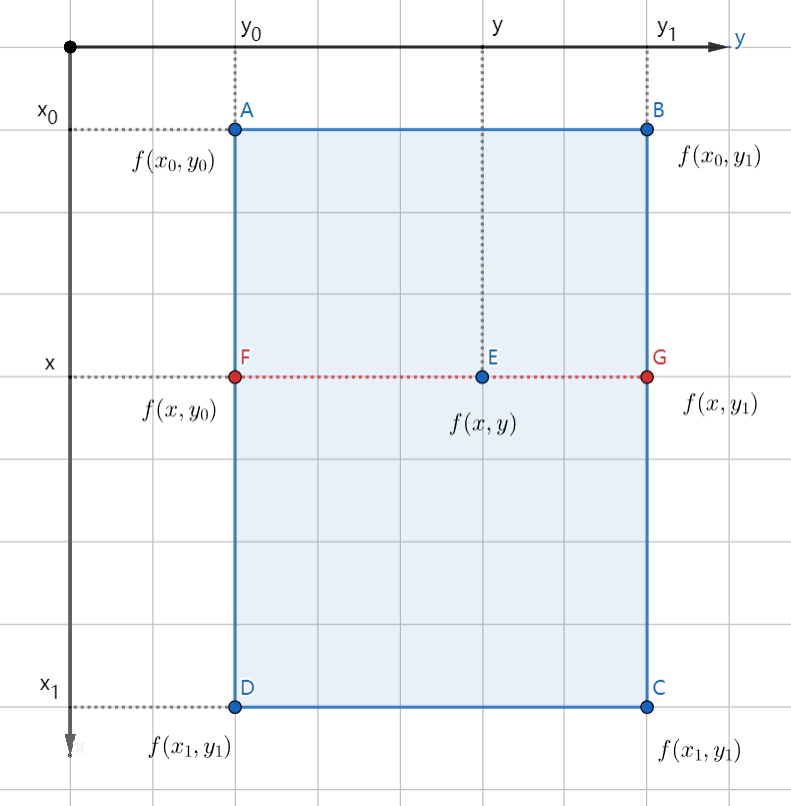 y₀ y y₁ y
x₀ A B
f(x₀, y₀) f(x₀, y₁)
x F E G
f(x, y₀) f(x, y) f(x, y₁)
x₁ D C
f(x₁, y₁) f(x₁, y₁)
x